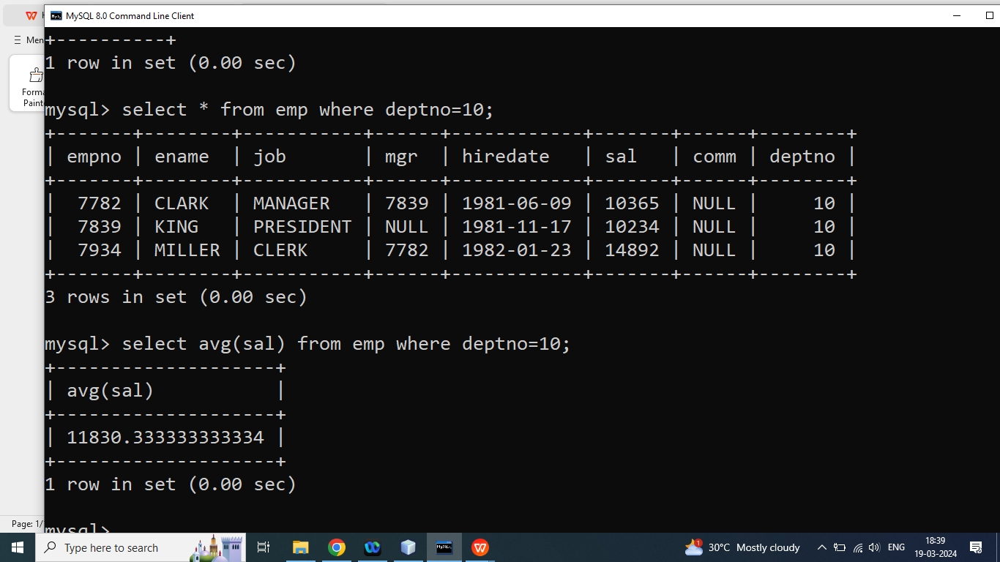 MySQL 8.0 Command Line Client
+----------+
1 row in set (0.00 sec)
mysql> select * from emp where deptno=10;
+-------+--------+-----------+------+------------+-------+------+--------+
| empno | ename  | job       | mgr  | hiredate   | sal   | comm | deptno |
+-------+--------+-----------+------+------------+-------+------+--------+
|  7782 | CLARK  | MANAGER   | 7839 | 1981-06-09 | 10365 | NULL |     10 |
|  7839 | KING   | PRESIDENT | NULL | 1981-11-17 | 10234 | NULL |     10 |
|  7934 | MILLER | CLERK     | 7782 | 1982-01-23 | 14892 | NULL |     10 |
+-------+--------+-----------+------+------------+-------+------+--------+
3 rows in set (0.00 sec)
mysql> select avg(sal) from emp where deptno=10;
+--------------------+
| avg(sal)           |
+--------------------+
| 11830.333333333334 |
+--------------------+
1 row in set (0.00 sec)
mysql>
Men
Forma
Painte
Page: 1/
Type here to search
1
30°C Mostly cloudy
ENG
18:39
19-03-2024